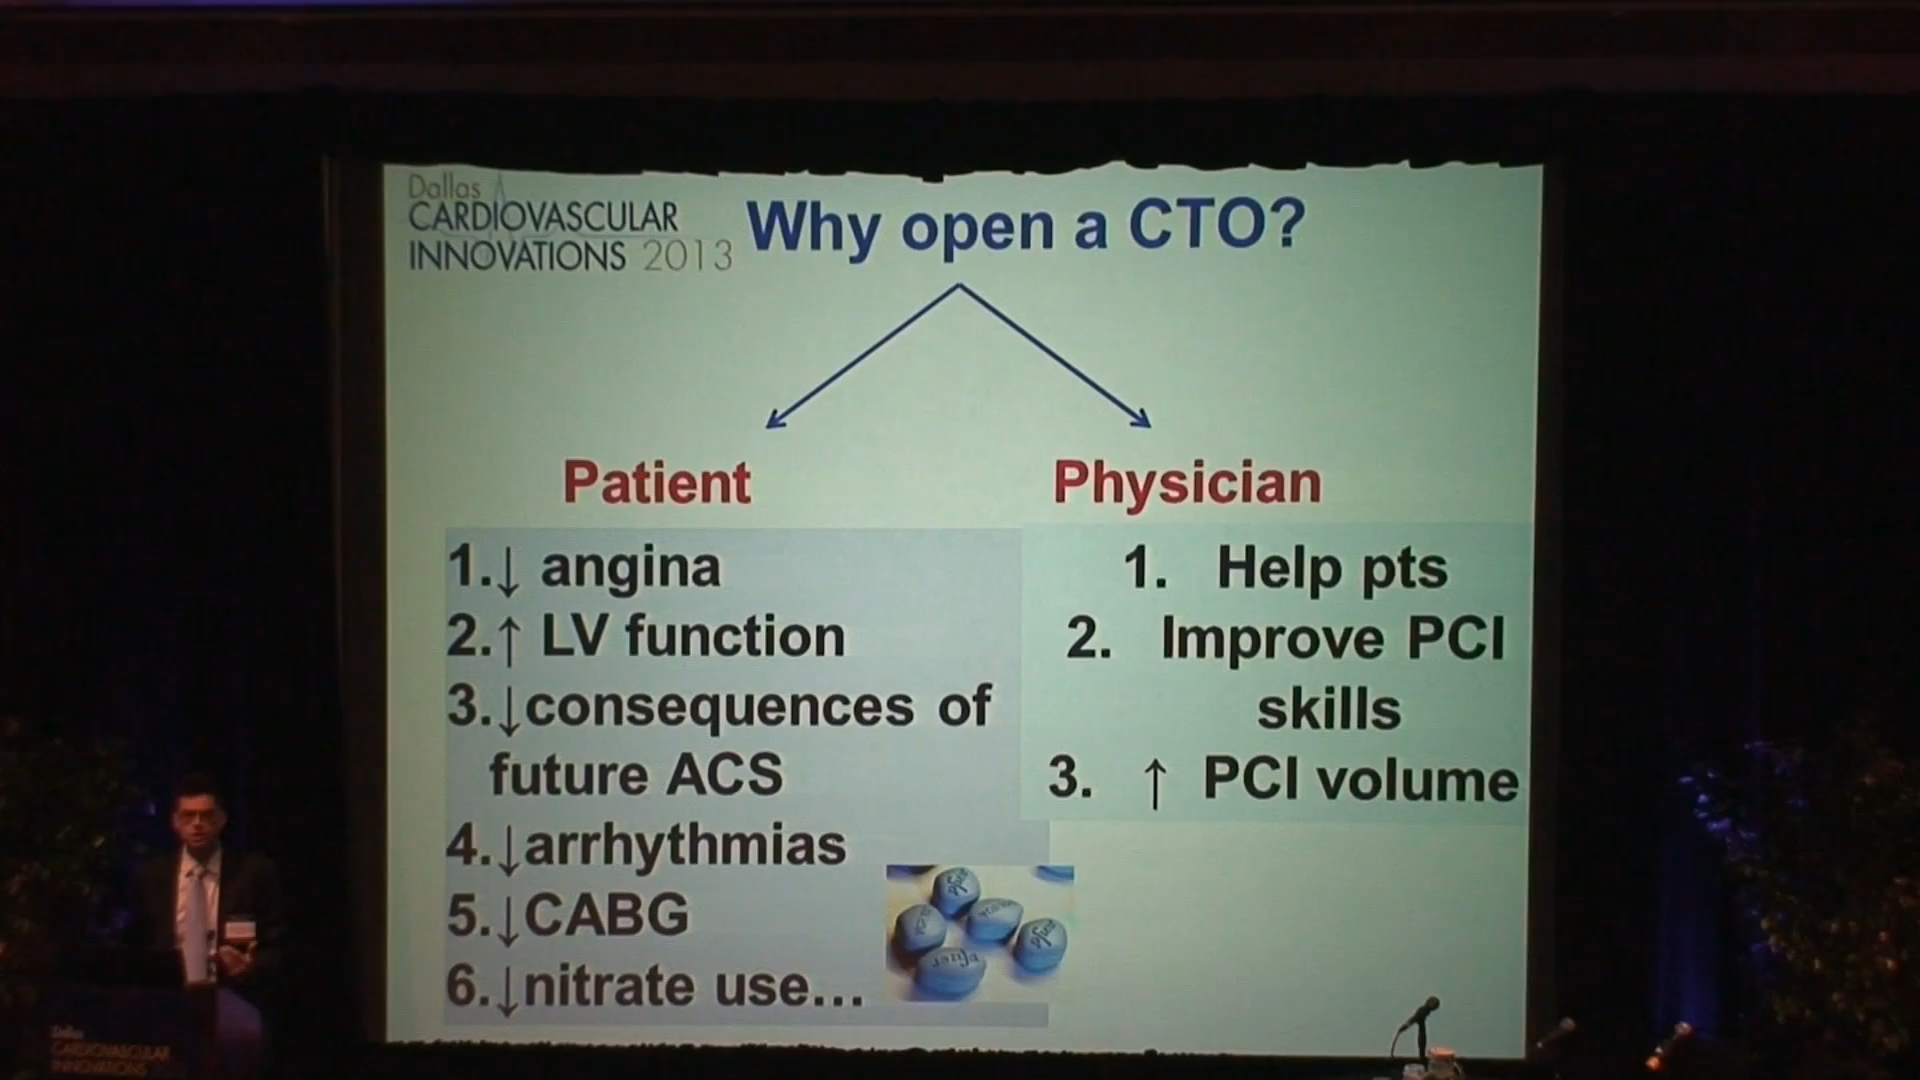 Dallas
CARDIOVASCULAR
INNOVATIONS 2013
Why open a CTO?
Patient
1.↓ angina
2.↑ LV function
3.↓consequences of
future ACS
4.↓arrhythmias
5.↓CABG
6.↓nitrate use...
Physician
1. Help pts
2. Improve PCI
skills
3. ↑ PCI volume
Pfizer
Dallas
CARDIOVASCULAR
INNOVATIONS